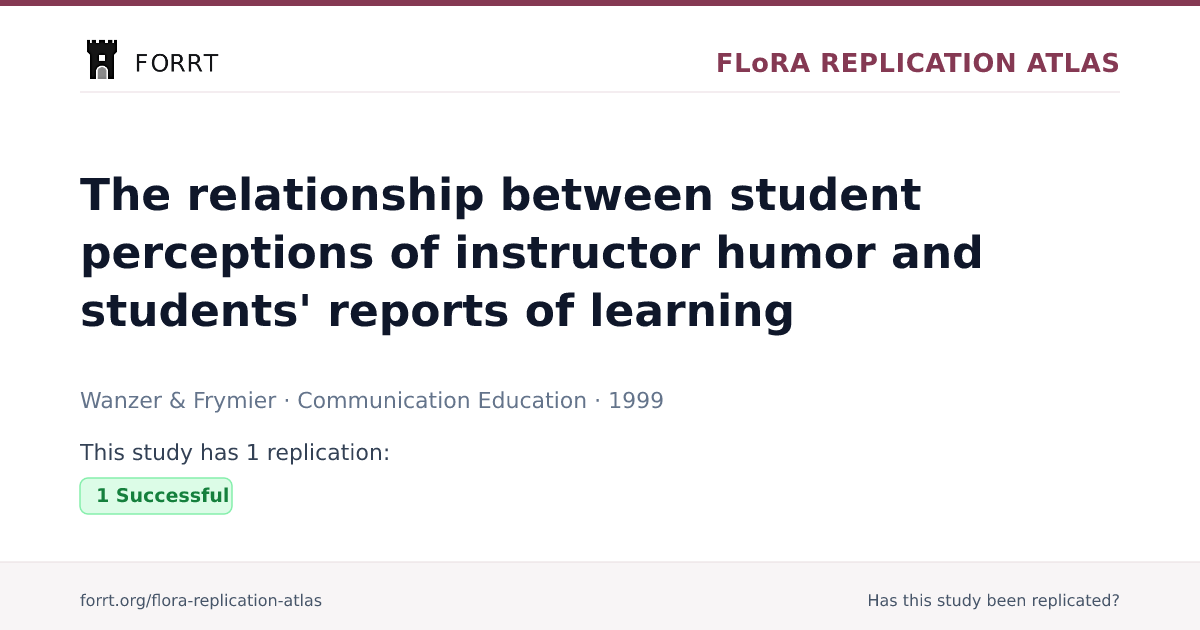 FORRT
FLoRA REPLICATION ATLAS
The relationship between student
perceptions of instructor humor and
students' reports of learning
Wanzer & Frymier · Communication Education · 1999
This study has 1 replication:
1 Successful
forrt.org/flora-replication-atlas
Has this study been replicated?